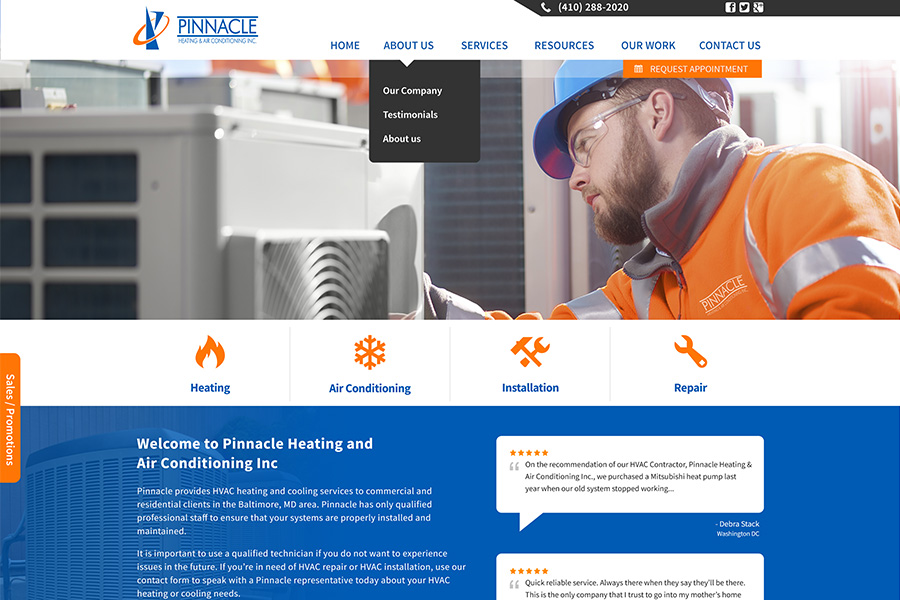 (410) 288-2020
PINNACLE
HEATING & AIR CONDITIONING INC.
HOME ABOUT US SERVICES RESOURCES OUR WORK CONTACT US
REQUEST APPOINTMENT
Our Company
Testimonials
About us
PINNACLE
Heating
Air Conditioning
Installation
Repair
Sales / Promotions
Welcome to Pinnacle Heating and
Air Conditioning Inc
Pinnacle provides HVAC heating and cooling services to commercial and
residential clients in the Baltimore, MD area. Pinnacle has only qualified
professional staff to ensure that your systems are properly installed and
maintained.
It is important to use a qualified technician if you do not want to experience
issues in the future. If you're in need of HVAC repair or HVAC installation, use our
contact form to speak with a Pinnacle representative today about your HVAC
heating or cooling needs.
On the recommendation of our HVAC Contractor, Pinnacle Heating &
Air Conditioning Inc., we purchased a Mitsubishi heat pump last
year when our old system stopped working...
- Debra Stack
Washington DC
Quick reliable service. Always there when they say they'll be there.
This is the only company that I trust to go into my mother's home